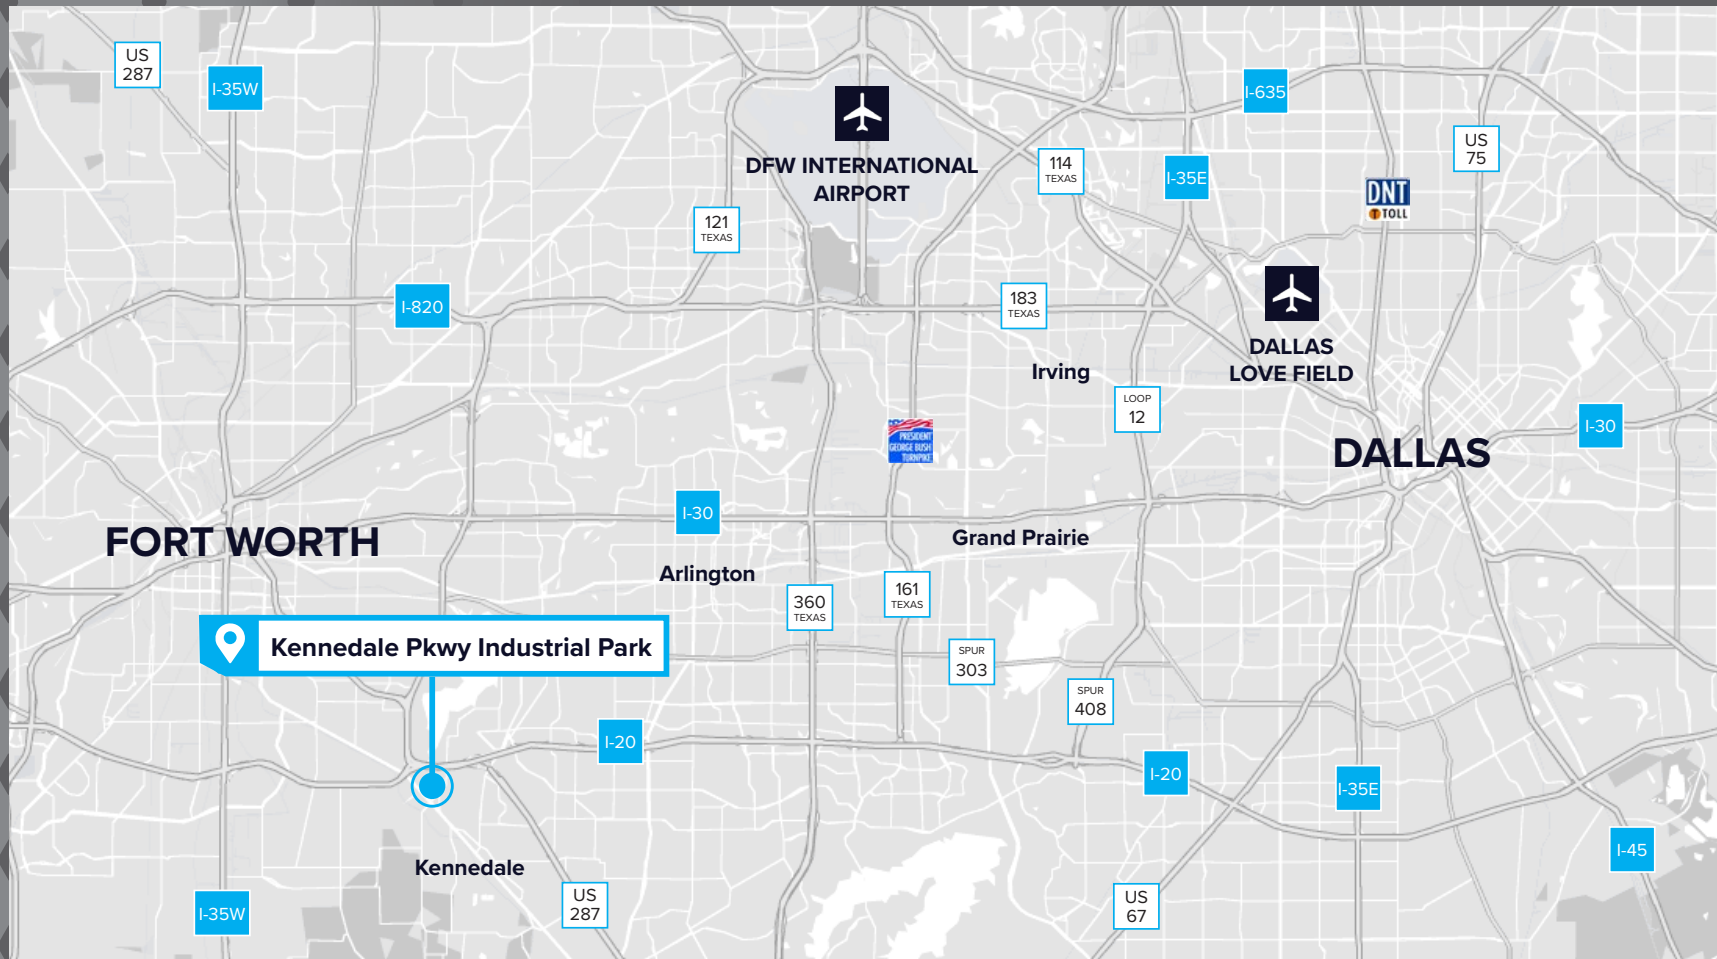 US
287
I-35W
I-635
US
75
DFW INTERNATIONAL
AIRPORT
114
TEXAS
I-35E
DNT
TOLL
121
TEXAS
I-820
183
TEXAS
DALLAS
LOVE FIELD
Irving
LOOP
12
PRESIDENT
GEORGE BUSH
TURNPIKE
DALLAS
I-30
I-30
FORT WORTH
Grand Prairie
Arlington
360
TEXAS
161
TEXAS
Kennedale Pkwy Industrial Park
SPUR
303
SPUR
408
I-20
I-20
I-35E
I-45
Kennedale
I-35W
US
287
US
67